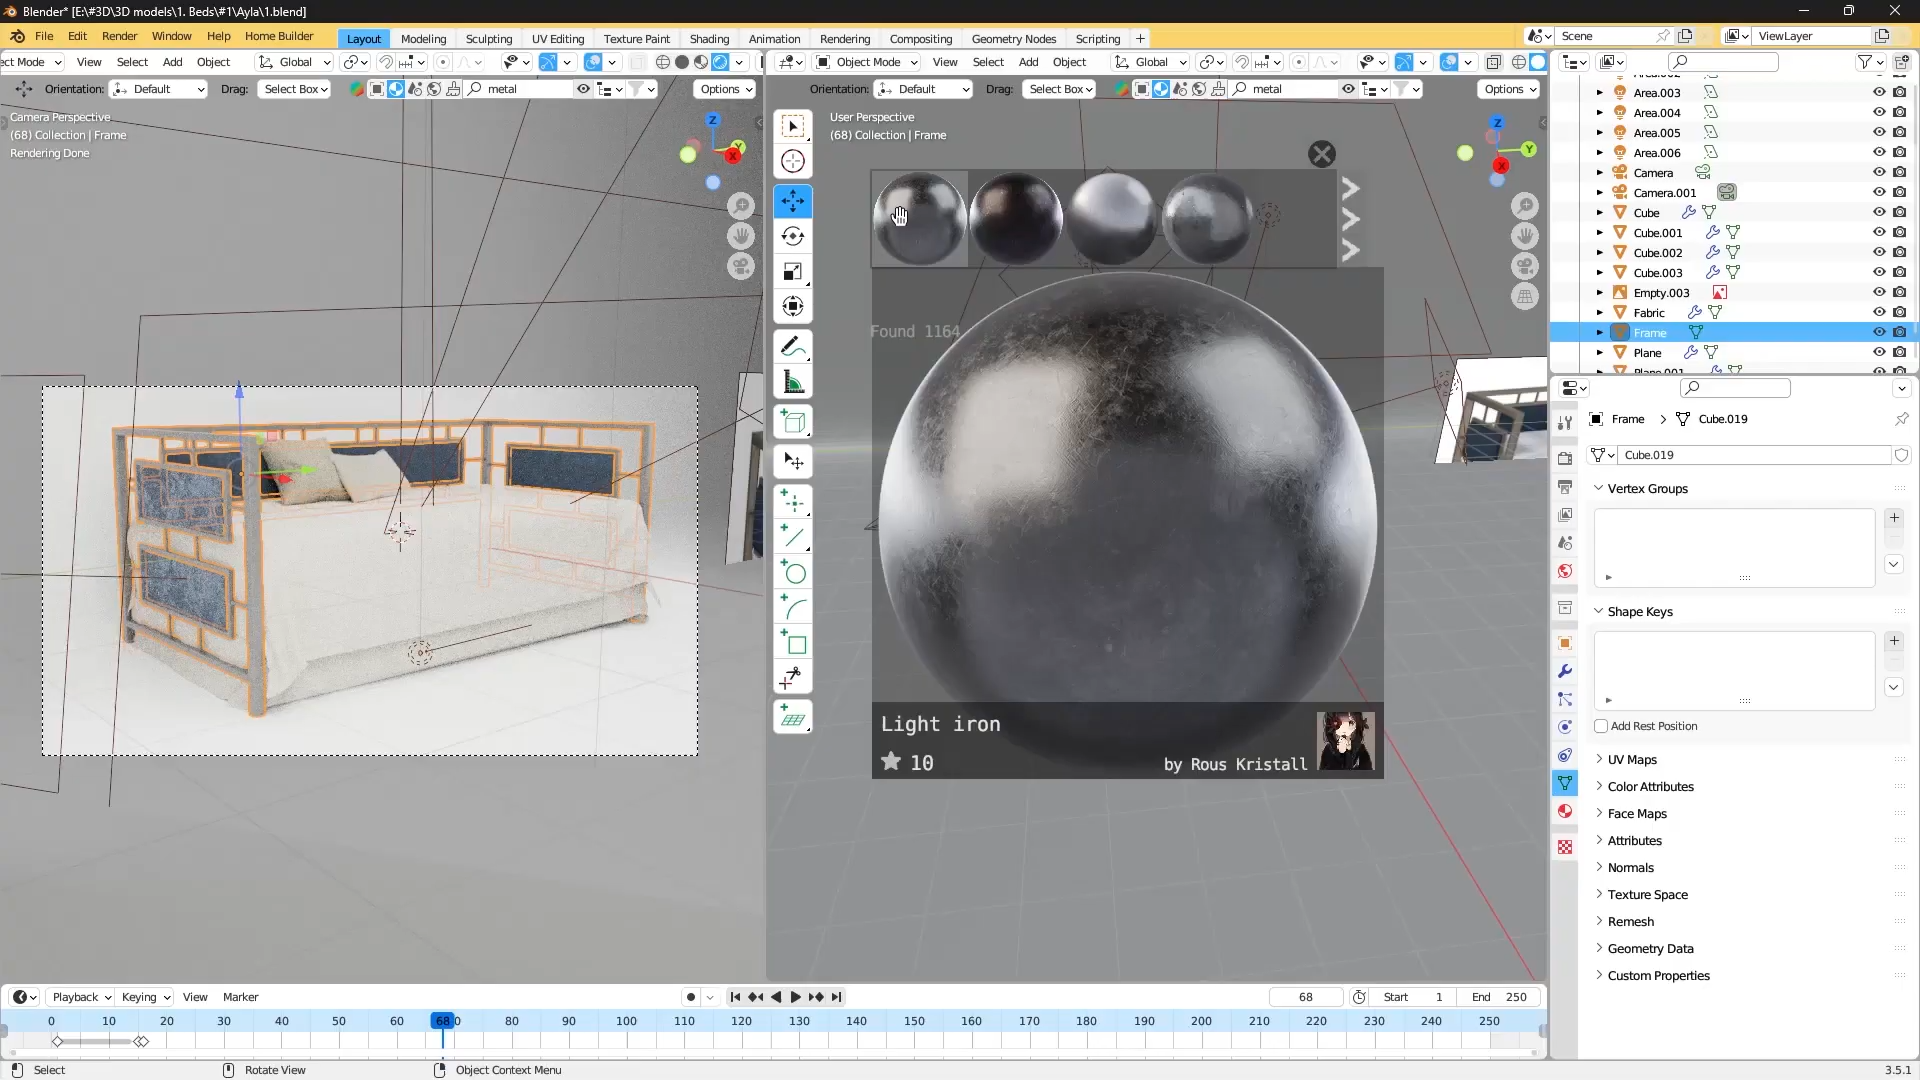 Blender* [E:\#3D\3D models\1. Beds\#1\Ayla\1.blend]
File Edit Render Window Help Home Builder Layout Modeling Sculpting UV Editing Texture Paint Shading Animation Rendering Compositing Geometry Nodes Scripting + Scene ViewLayer
ect Mode View Select Add Object Global
Object Mode View Select Add Object Global
Orientation: Default Drag: Select Box metal Options
Orientation: Default Drag: Select Box metal Options
Camera Perspective
(68) Collection | Frame
Rendering Done
User Perspective
(68) Collection | Frame
Z
Y
X
Z
Y
X
Found 1164
Light iron
10
by Rous Kristall
Area.003
Area.004
Area.005
Area.006
Camera
Camera.001
Cube
Cube.001
Cube.002
Cube.003
Empty.003
Fabric
Frame
Plane
Frame > Cube.019
Cube.019
Vertex Groups
Shape Keys
Add Rest Position
UV Maps
Color Attributes
Face Maps
Attributes
Normals
Texture Space
Remesh
Geometry Data
Custom Properties
Playback Keying View Marker 68 Start 1 End 250
0 10 20 30 40 50 60 68 80 90 100 110 120 130 140 150 160 170 180 190 200 210 220 230 240 250
Select Rotate View Object Context Menu 3.5.1